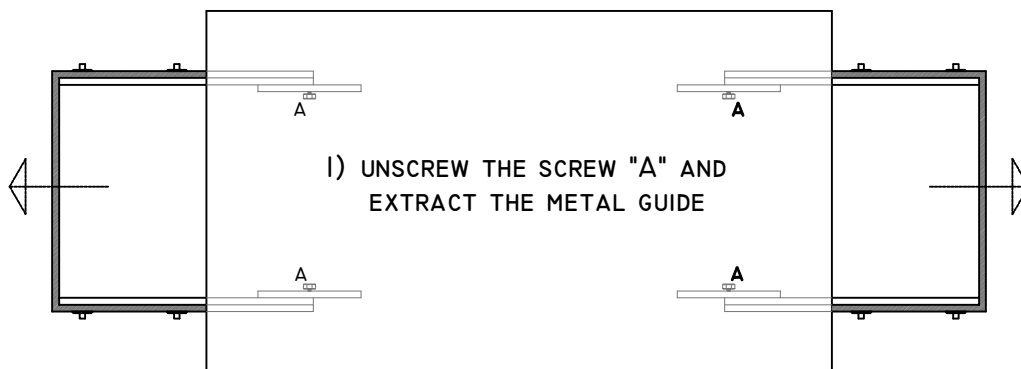 A A
1) UNSCREW THE SCREW "A" AND
EXTRACT THE METAL GUIDE
A A